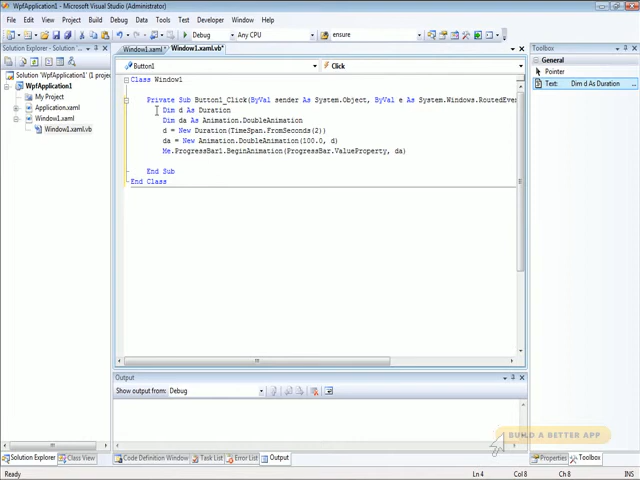 WpfApplication1 - Microsoft Visual Studio (Administrator)
File Edit View Project Build Debug Data Tools Test Developer Window Help
Debug Any CPU ensure
Solution Explorer - Solution 'WpfApplication1'
Window1.xaml* Window1.xaml.vb*
Toolbox
Button1 Click
General
Pointer
Text: Dim d As Duration
Solution 'WpfApplication1' (1 projec
WpfApplication1
My Project
Application.xaml
Window1.xaml
Window1.xaml.vb
Class Window1
Private Sub Button1_Click(ByVal sender As System.Object, ByVal e As System.Windows.RoutedEven
Dim d As Duration
Dim da As Animation.DoubleAnimation
d = New Duration(TimeSpan.FromSeconds(2))
da = New Animation.DoubleAnimation(100.0, d)
Me.ProgressBar1.BeginAnimation(ProgressBar.ValueProperty, da)
End Sub
End Class
Output
Show output from: Debug
BUILD A BETTER APP
Solution Explorer Class View
Code Definition Window Task List Error List Output
Properties Toolbox
Ready Ln 4 Col 8 Ch 8 INS